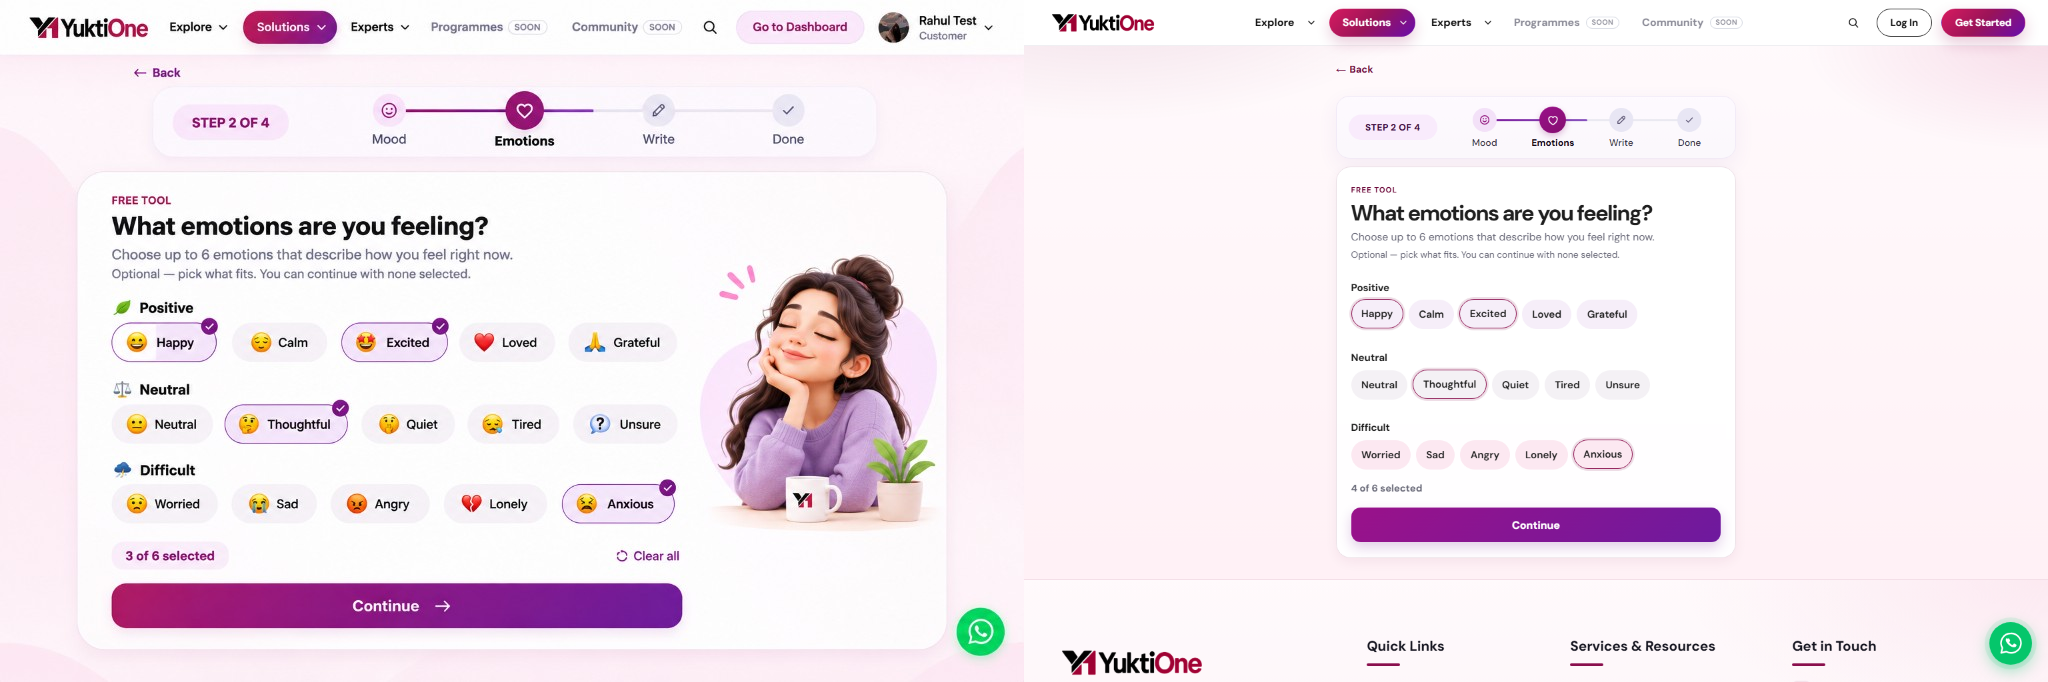 YuktiOne
Explore
Solutions
Experts
Programmes SOON
Community SOON
Go to Dashboard
Rahul Test
Customer
← Back
STEP 2 OF 4
Mood
Emotions
Write
Done
FREE TOOL
What emotions are you feeling?
Choose up to 6 emotions that describe how you feel right now.
Optional — pick what fits. You can continue with none selected.
Positive
Happy
Calm
Excited
Loved
Grateful
Neutral
Neutral
Thoughtful
Quiet
Tired
Unsure
Difficult
Worried
Sad
Angry
Lonely
Anxious
3 of 6 selected
Clear all
Continue →
YuktiOne
Explore
Solutions
Experts
Programmes SOON
Community SOON
Log In
Get Started
← Back
STEP 2 OF 4
Mood
Emotions
Write
Done
FREE TOOL
What emotions are you feeling?
Choose up to 6 emotions that describe how you feel right now.
Optional — pick what fits. You can continue with none selected.
Positive
Happy
Calm
Excited
Loved
Grateful
Neutral
Neutral
Thoughtful
Quiet
Tired
Unsure
Difficult
Worried
Sad
Angry
Lonely
Anxious
4 of 6 selected
Continue
YuktiOne
Quick Links
Services & Resources
Get in Touch